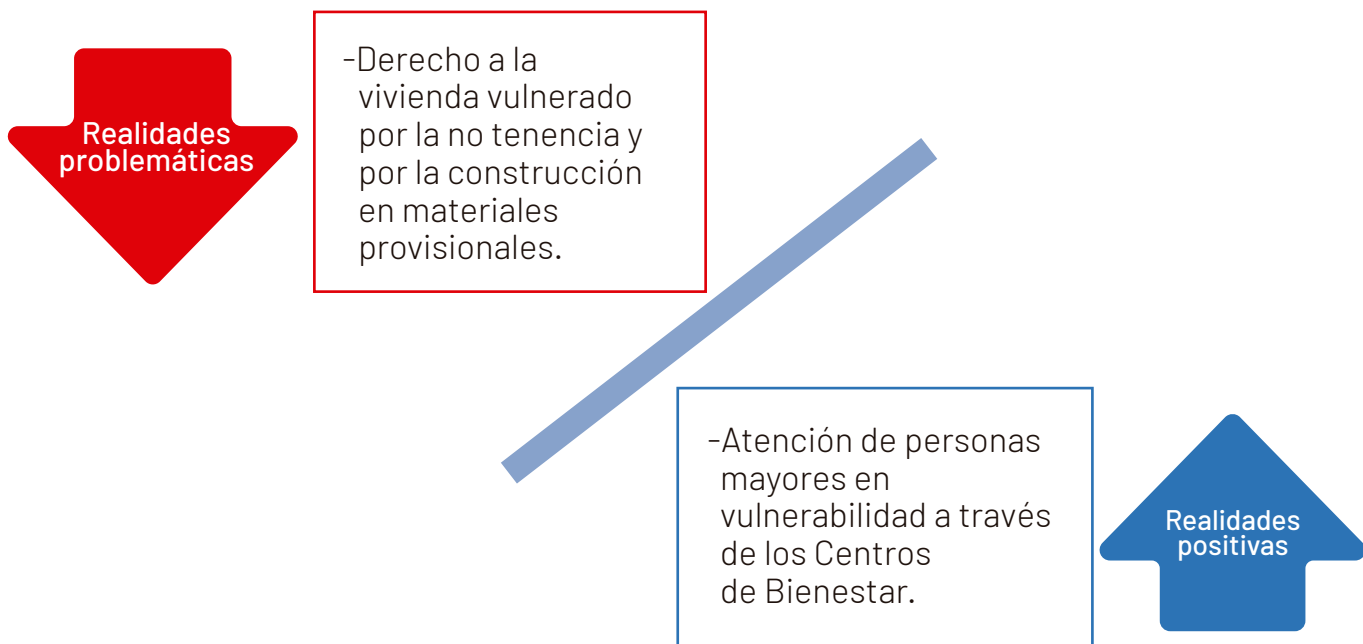 Realidades
problemáticas
-Derecho a la
vivienda vulnerado
por la no tenencia y
por la construcción
en materiales
provisionales.
-Atención de personas
mayores en
vulnerabilidad a través
de los Centros
de Bienestar.
Realidades
positivas